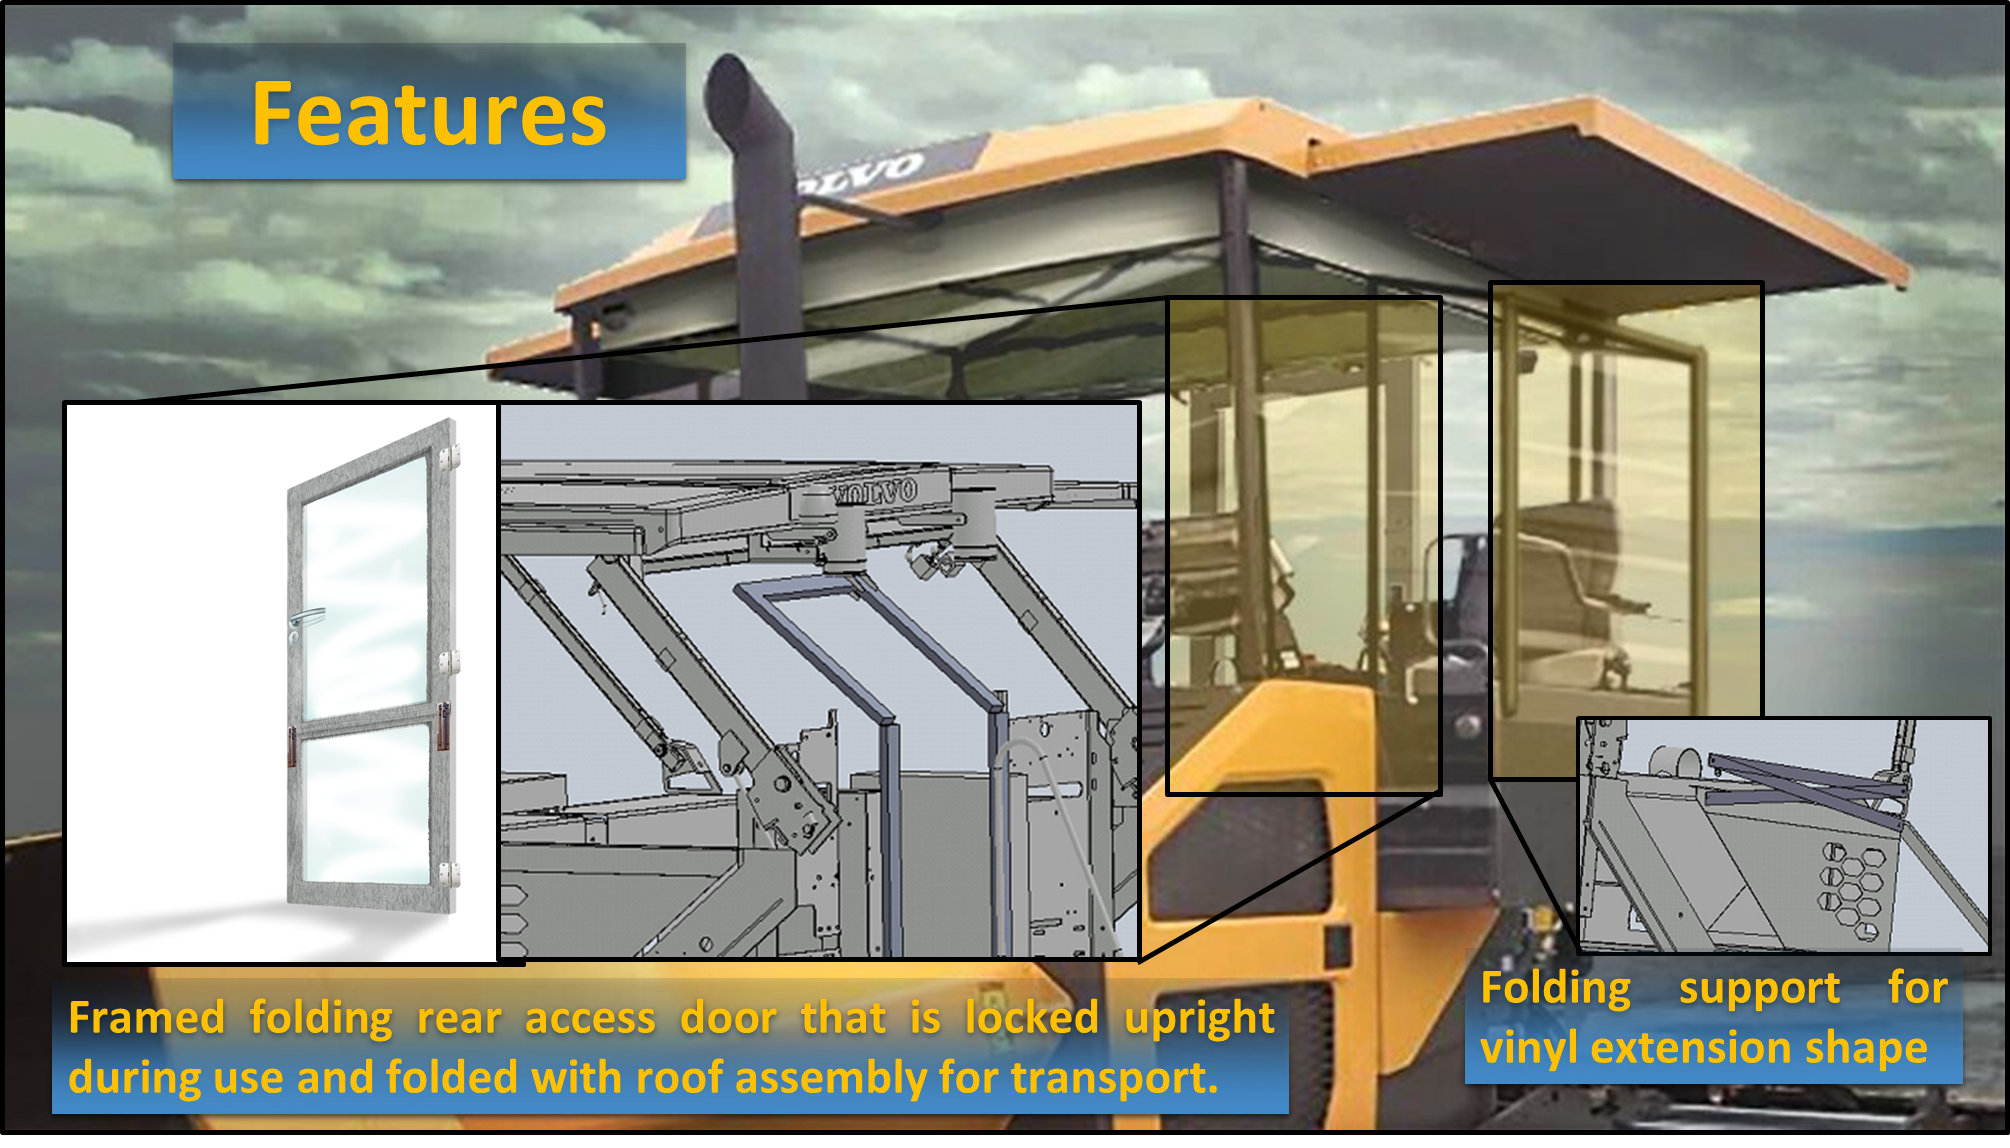 Features
OLVO
VOLVO
Framed folding rear access door that is locked upright
during use and folded with roof assembly for transport.
Folding support for
vinyl extension shape